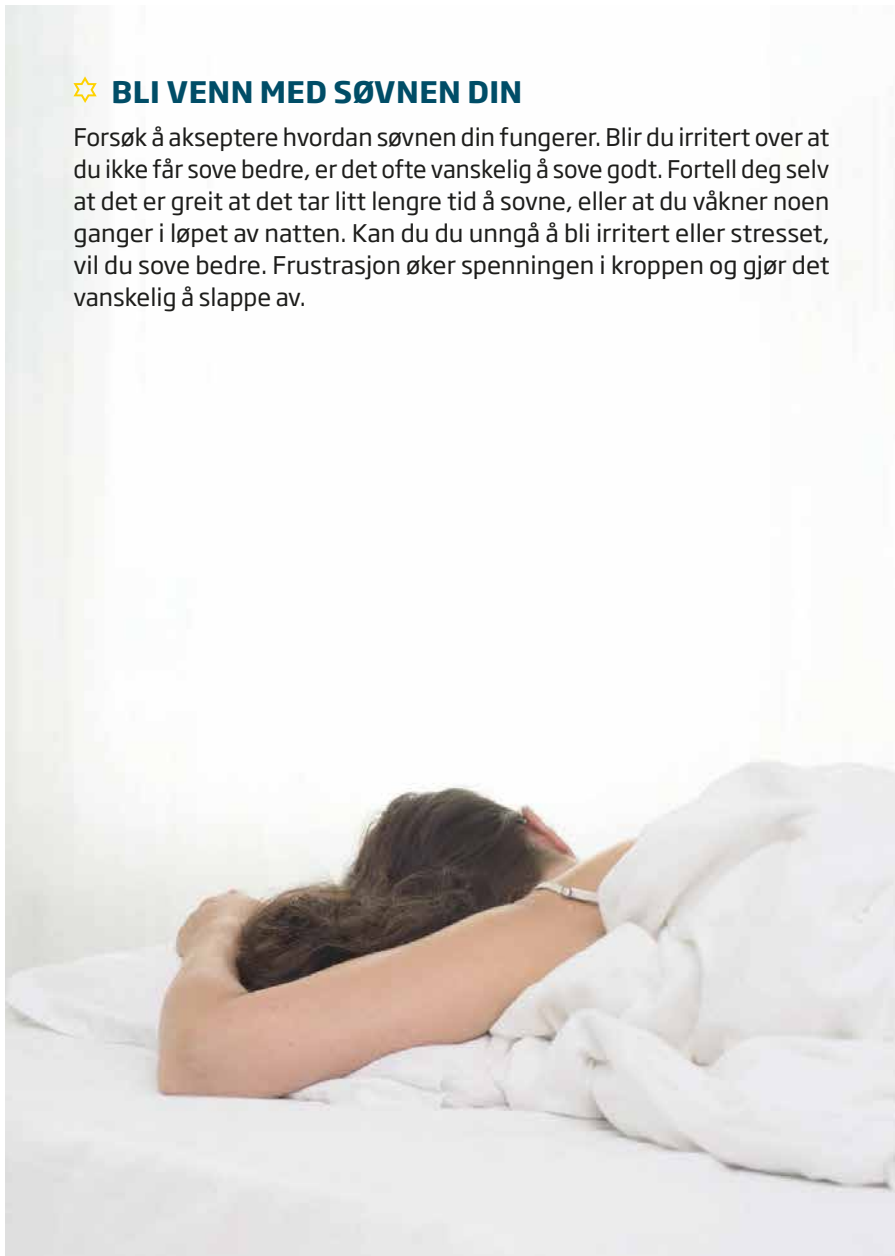 BLI VENN MED SØVNEN DIN
Forsøk å akseptere hvordan søvnen din fungerer. Blir du irritert over at
du ikke får sove bedre, er det ofte vanskelig å sove godt. Fortell deg selv
at det er greit at det tar litt lengre tid å sovne, eller at du våkner noen
ganger i løpet av natten. Kan du du unngå å bli irritert eller stresset,
vil du sove bedre. Frustrasjon øker spenningen i kroppen og gjør det
vanskelig å slappe av.